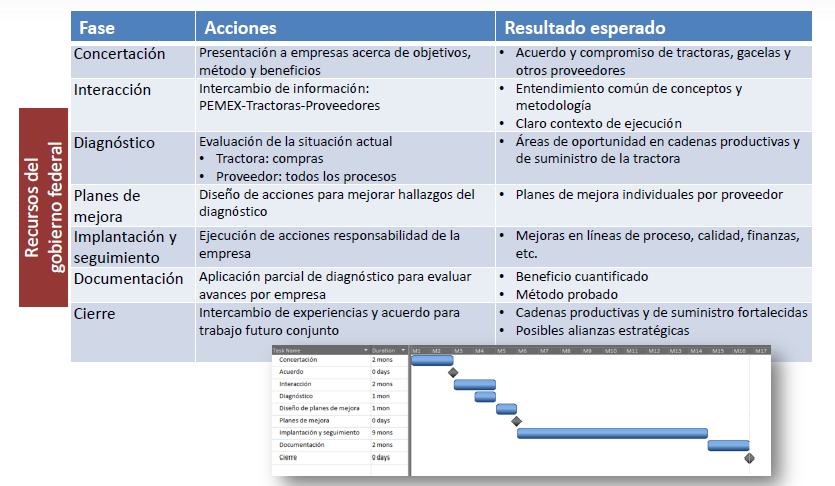 Fase Acciones Resultado esperado
Concertación
Presentación a empresas acerca de objetivos,
método y beneficios
• Acuerdo y compromiso de tractoras, gacelas y
otros proveedores
Interacción
Intercambio de información:
PEMEX-Tractoras-Proveedores
• Entendimiento común de conceptos y
metodología
• Claro contexto de ejecución
Recursos del
gobierno federal
Diagnóstico
Evaluación de la situación actual
• Tractora: compras
• Proveedor: todos los procesos
• Áreas de oportunidad en cadenas productivas y
de suministro de la tractora
Planes de
mejora
Diseño de acciones para mejorar hallazgos del
diagnóstico
• Planes de mejora individuales por proveedor
Implantación y
seguimiento
Ejecución de acciones responsabilidad de la
empresa
• Mejoras en líneas de proceso, calidad, finanzas,
etc.
Documentación
Aplicación parcial de diagnóstico para evaluar
avances por empresa
• Beneficio cuantificado
• Método probado
Cierre
Intercambio de experiencias y acuerdo para
trabajo futuro conjunto
• Cadenas productivas y de suministro fortalecidas
• Posibles alianzas estratégicas
Task Name Duration M1 M2 M3 M4 M5 M6 M7 M8 M9 M10 M11 M12 M13 M14 M15 M16 M17
Concertación 2 mons
Acuerdo 0 days
Interacción 2 mons
Diagnóstico 1 mon
Diseño de planes de mejora 1 mon
Planes de mejora 0 days
Implantación y seguimiento 9 mons
Documentación 2 mons
Cierre 0 days